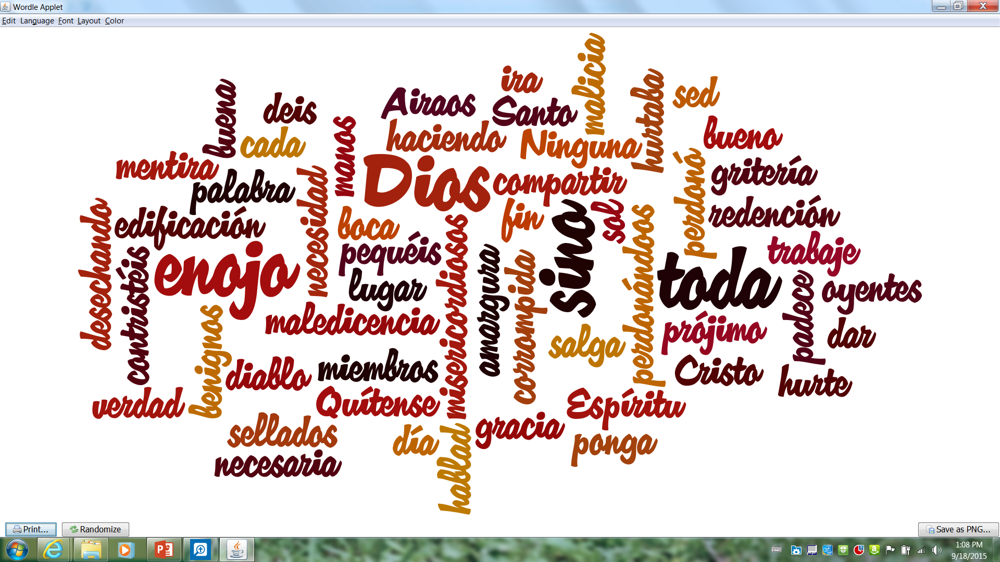 Wordle Applet
Edit Language Font Layout Color
malicia
ira
hurtaba
sed
buena
deis
Airaos
Santo
manos
haciendo
Ninguna
bueno
cada
mentira
palabra
necesidad
Dios
compartir
perdonó
gritería
desechando
edificación
boca
fin
sino
sal
redención
contristéis
enojo
pequéis
misericordiosos
amargura
corrompida
perdonándoos
toda
trabaje
lugar
padece
oyentes
benignos
maledicencia
salga
prójimo
dar
diablo
miembros
Cristo
hurte
verdad
Quítense
Espíritu
sellados
día
hablad
gracia
ponga
necesaria
Print...
Randomize
Save as PNG...
1:08 PM
9/18/2015